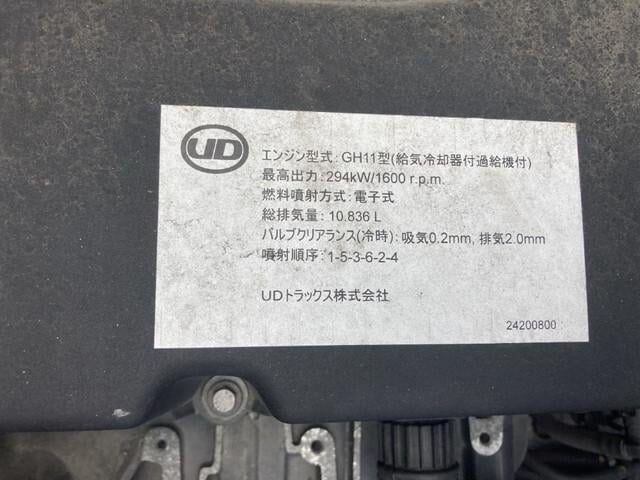 UD
エンジン型式：GH11型(給気冷却器付過給機付)
最高出力：294kW/1600 r.p.m.
燃料噴射方式：電子式
総排気量：10.836 L
バルブクリアランス(冷時)：吸気0.2mm, 排気2.0mm
噴射順序：1-5-3-6-2-4
UDトラックス株式会社
24200800